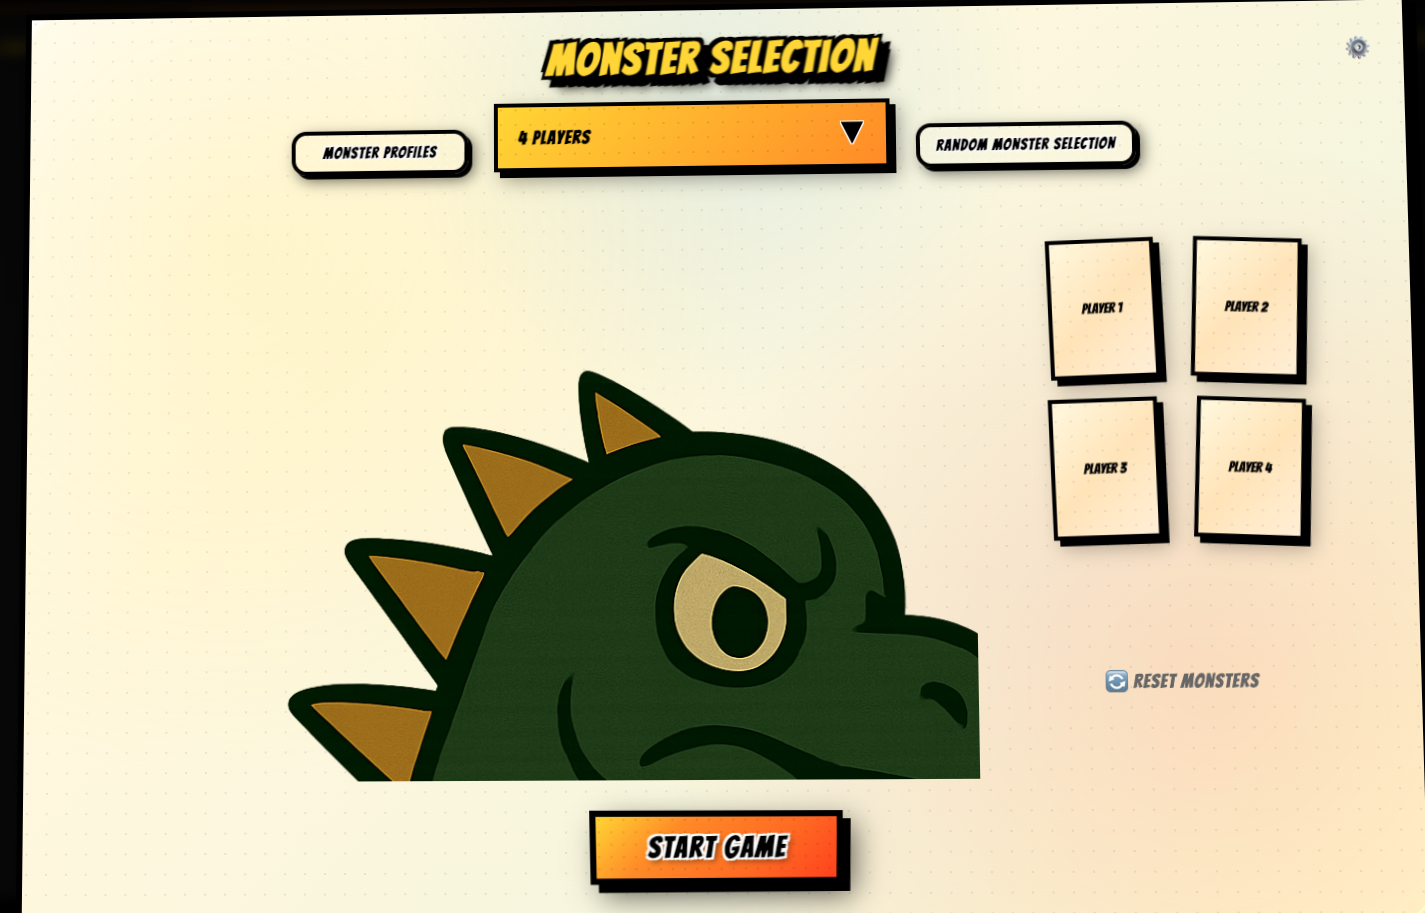 MONSTER SELECTION
4 PLAYERS
MONSTER PROFILES
RANDOM MONSTER SELECTION
PLAYER 1
PLAYER 2
PLAYER 3
PLAYER 4
RESET MONSTERS
START GAME